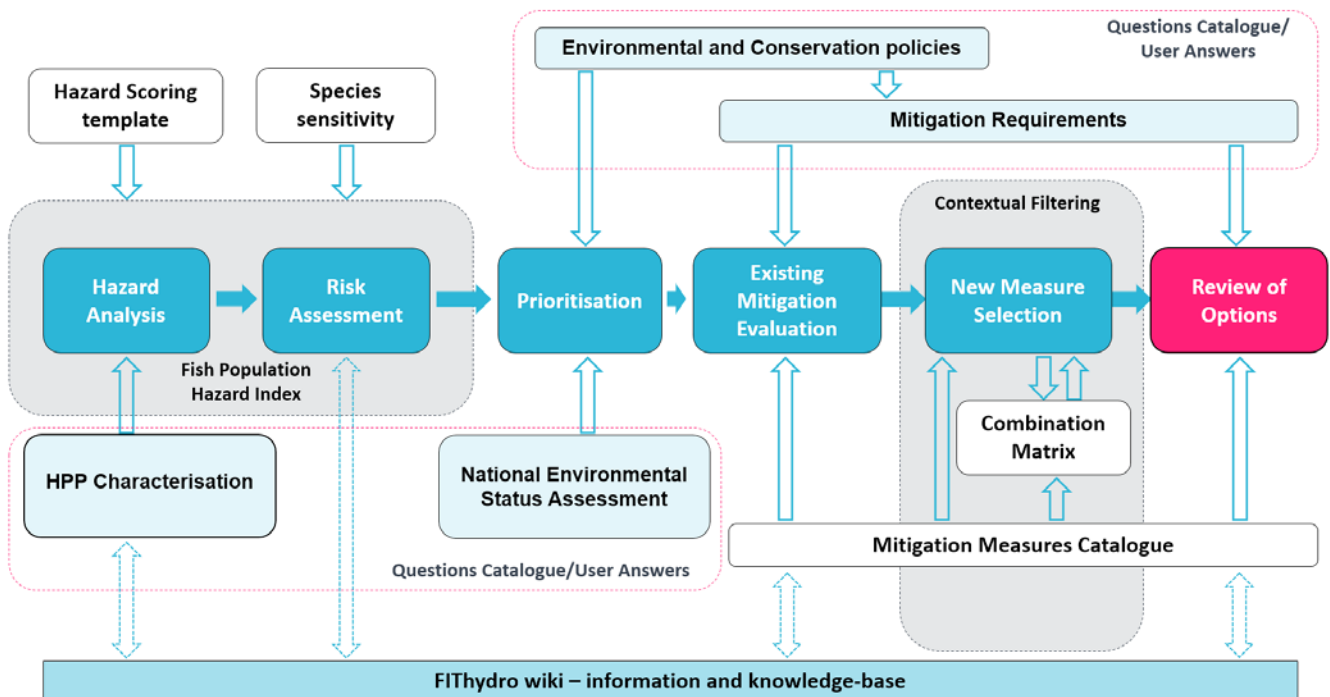 Questions Catalogue/
User Answers
Environmental and Conservation policies
Hazard Scoring
template
Species
sensitivity
Mitigation Requirements
Contextual Filtering
Hazard
Analysis
Risk
Assessment
Prioritisation
Existing
Mitigation
Evaluation
New Measure
Selection
Review of
Options
Fish Population
Hazard Index
Combination
Matrix
HPP Characterisation
National Environmental
Status Assessment
Mitigation Measures Catalogue
Questions Catalogue/User Answers
FIThydro wiki – information and knowledge-base